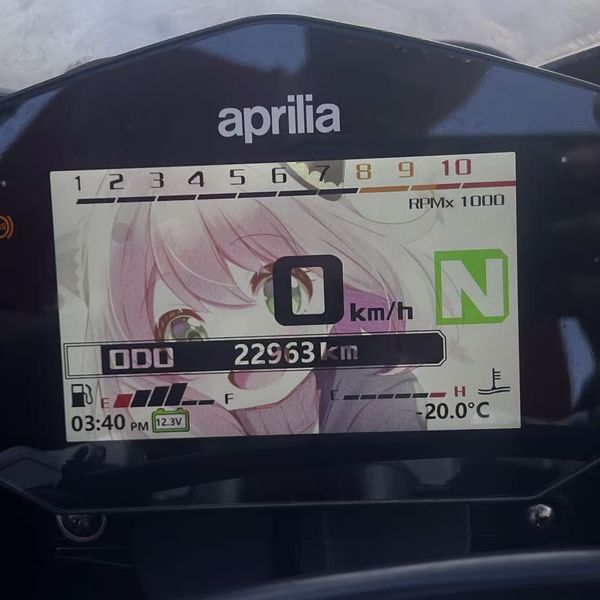 aprilia
1 2 3 4 5 6 7 8 9 10
RPMx 1000
0 km/h N
ODO 22963 km
E F C H
03:40 PM 12.3V -20.0°C